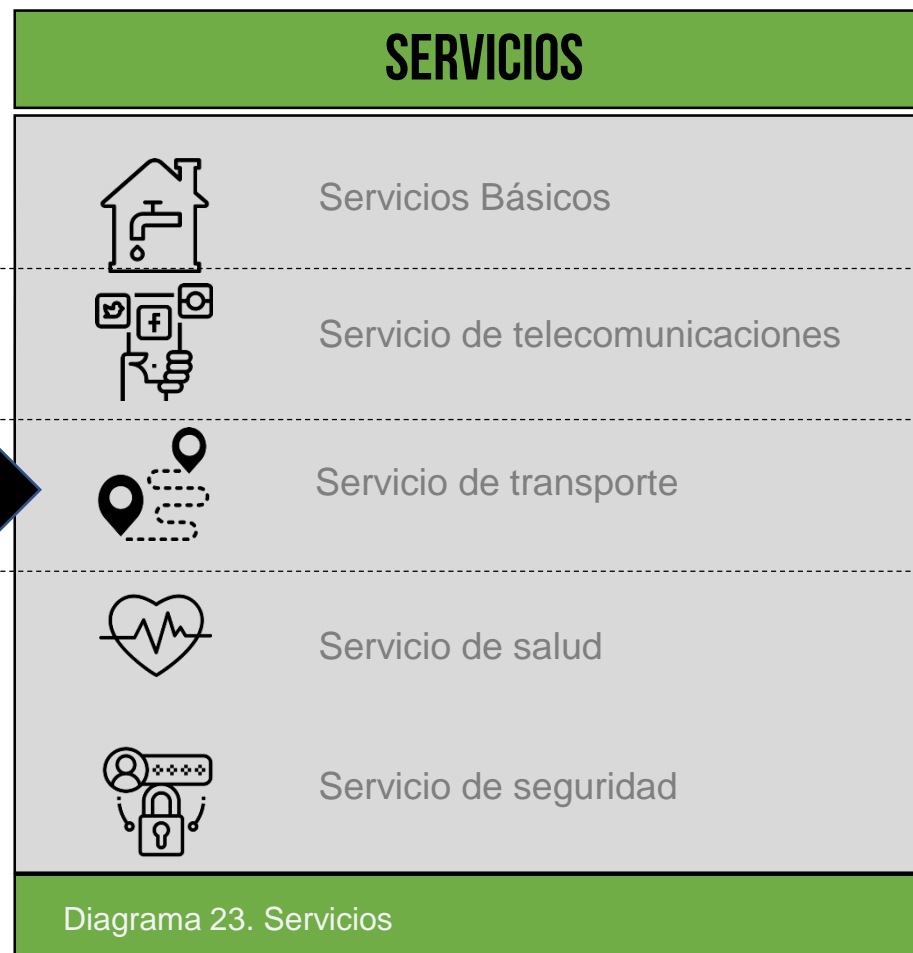 SERVICIOS
Servicios Básicos
Servicio de telecomunicaciones
Servicio de transporte
Servicio de salud
Servicio de seguridad
Diagrama 23. Servicios